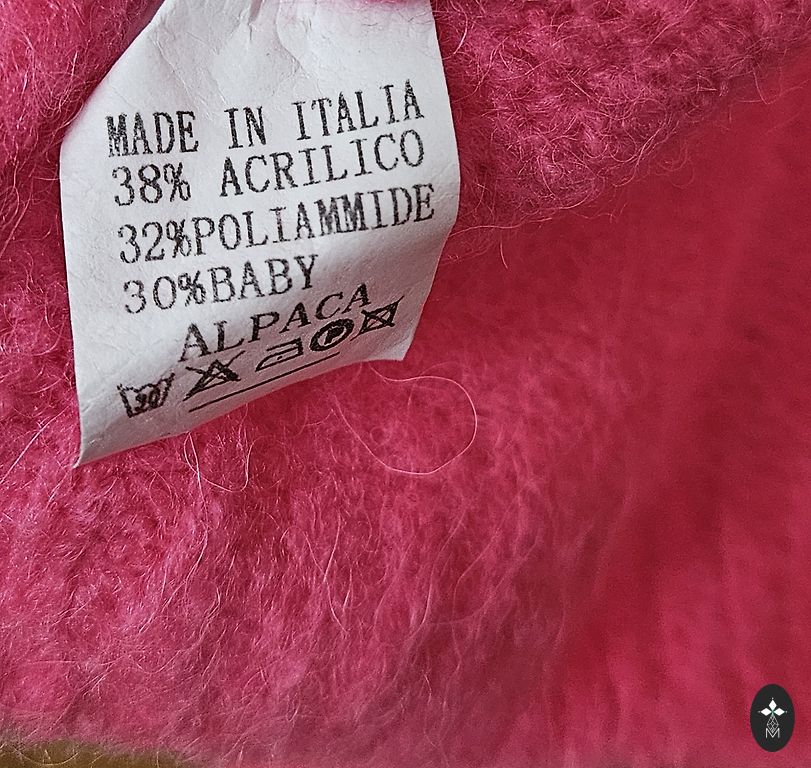 MADE IN ITALIA
38% ACRILICO
32%POLIAMMIDE
30%BABY
ALPACA
P
M